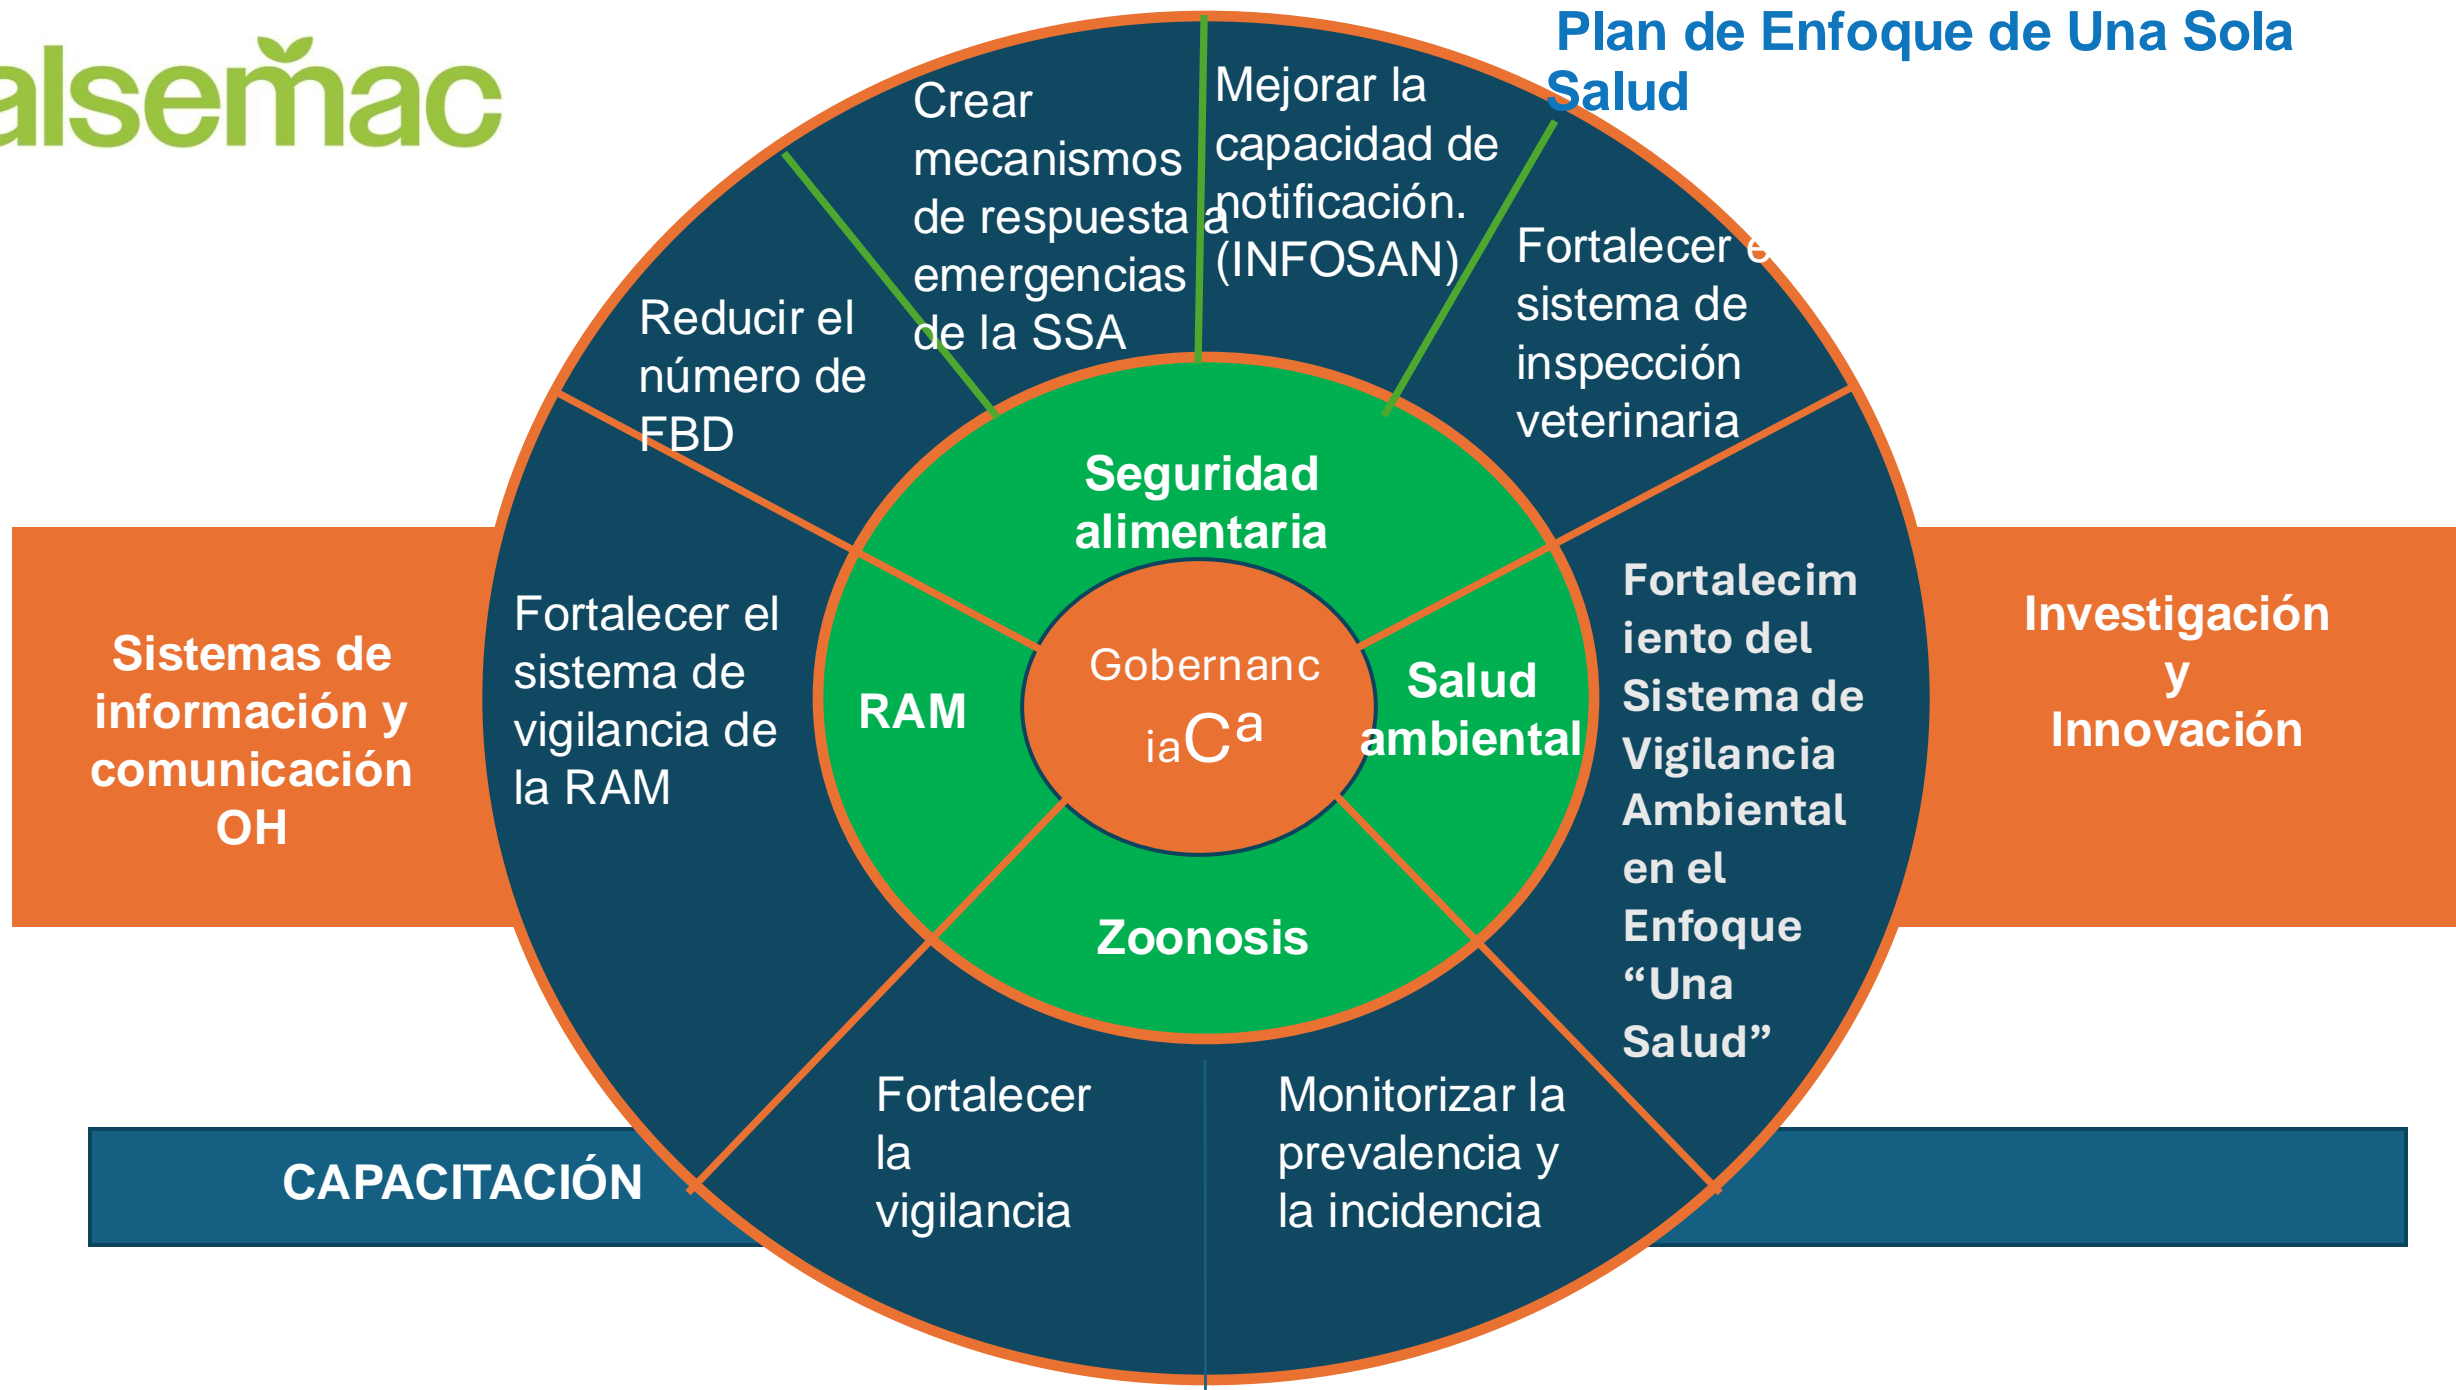 alsemac
Plan de Enfoque de Una Sola
Salud
Crear
mecanismos
de respuesta a
emergencias
de la SSA
Mejorar la
capacidad de
notificación.
(INFOSAN)
Reducir el
número de
FBD
Fortalecer e
sistema de
inspección
veterinaria
Seguridad
alimentaria
Sistemas de
información y
comunicación
OH
Fortalecer el
sistema de
vigilancia de
la RAM
RAM
Gobernanc
iaCa
Salud
ambiental
Fortalecim
iento del
Sistema de
Vigilancia
Ambiental
en el
Enfoque
“Una
Salud”
Investigación
y
Innovación
Zoonosis
CAPACITACIÓN
Fortalecer
la
vigilancia
Monitorizar la
prevalencia y
la incidencia